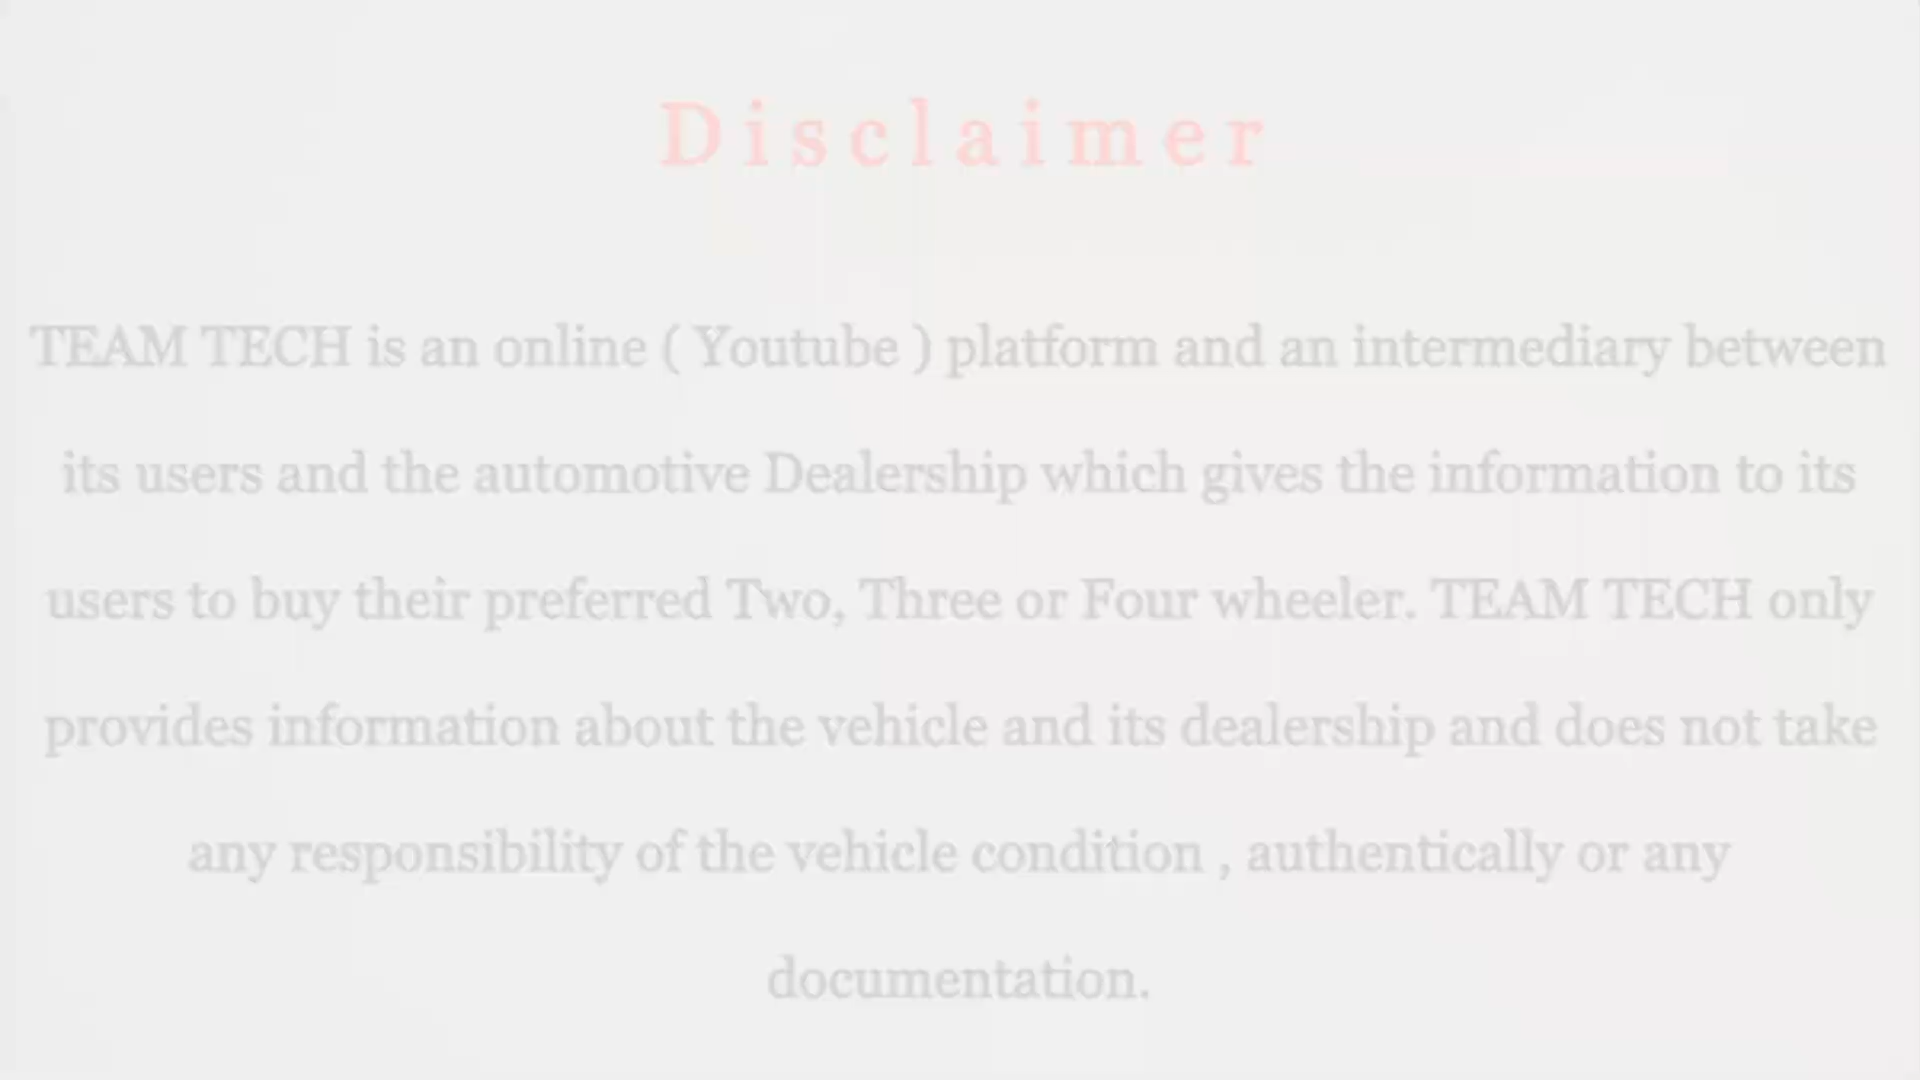 Disclaimer
TEAM TECH is an online ( Youtube ) platform and an intermediary between
its users and the automotive Dealership which gives the information to its
users to buy their preferred Two, Three or Four wheeler. TEAM TECH only
provides information about the vehicle and its dealership and does not take
any responsibility of the vehicle condition , authentically or any
documentation.